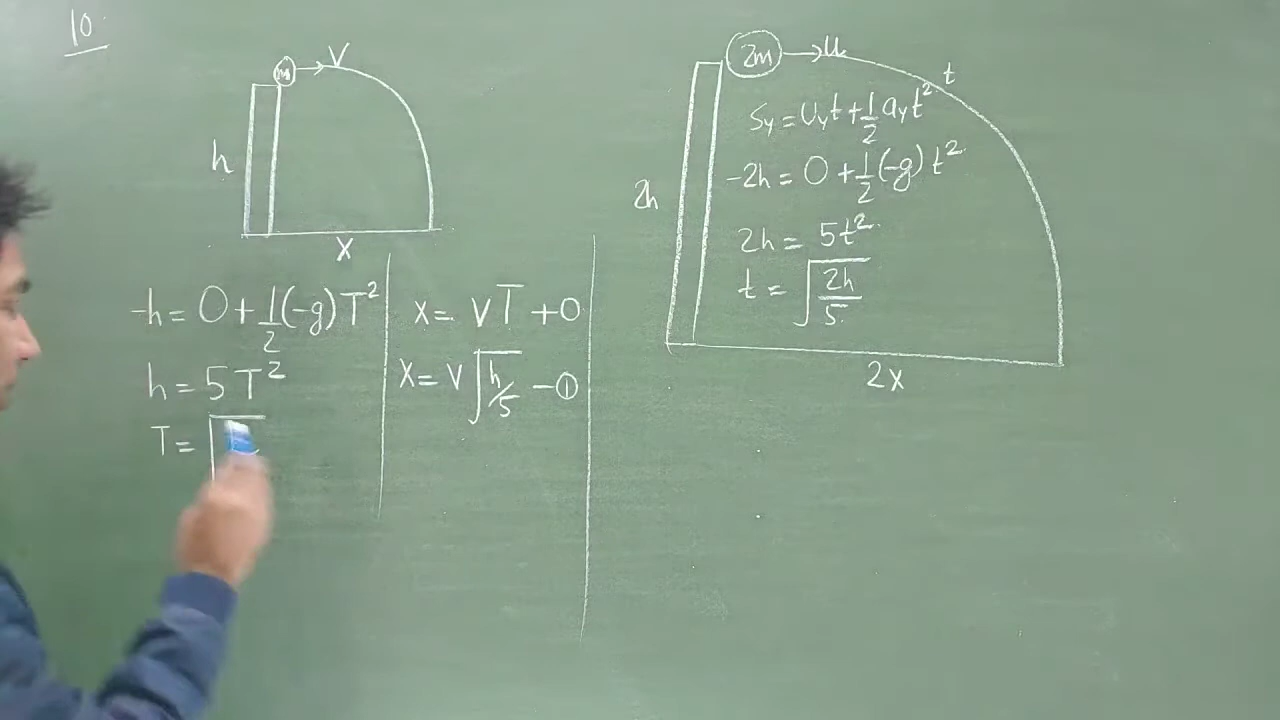 10.
m → V
h
X
-h = 0 + 1/2 (-g) T²
h = 5T²
T = √
X = VT + 0
X = V √(h/5) - ①
2m → u
t
Sy = Uyt + 1/2 ayt²
-2h = 0 + 1/2 (-g) t²
2h = 5t²
t = √(2h/5)
2h
2x